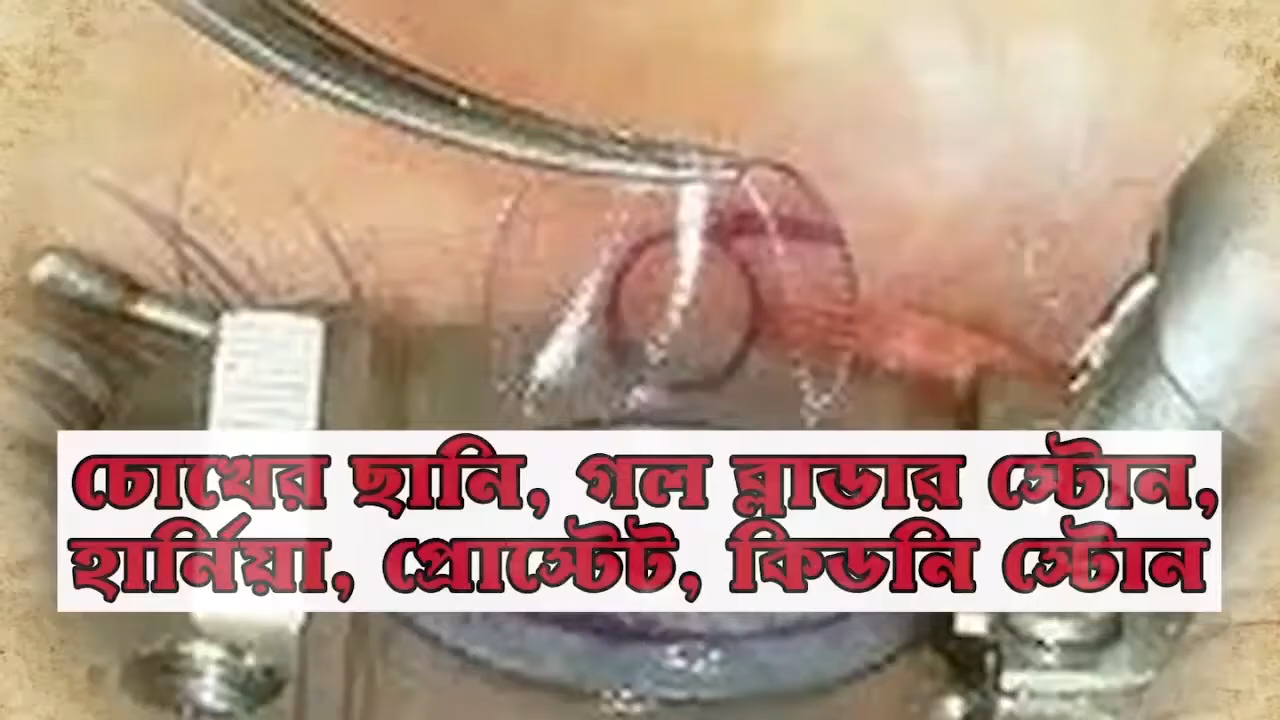 চোখের ছানি, গল ব্লাডার স্টোন,
হার্নিয়া, প্রোস্টেট, কিডনি স্টোন